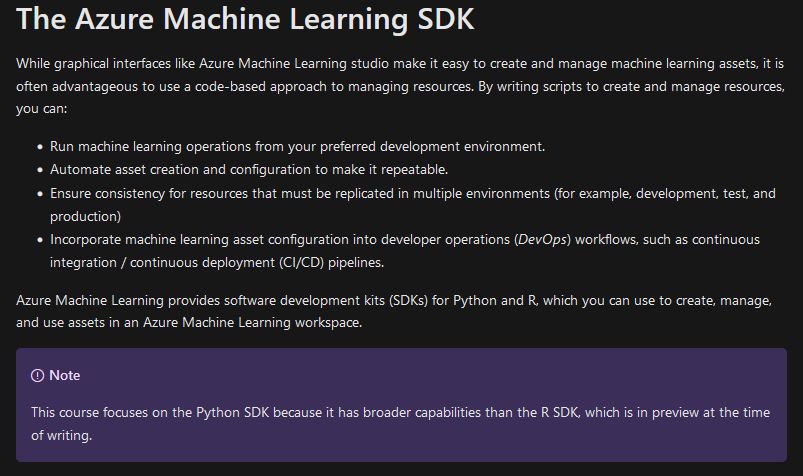 The Azure Machine Learning SDK
While graphical interfaces like Azure Machine Learning studio make it easy to create and manage machine learning assets, it is
often advantageous to use a code-based approach to managing resources. By writing scripts to create and manage resources,
you can:
• Run machine learning operations from your preferred development environment.
• Automate asset creation and configuration to make it repeatable.
• Ensure consistency for resources that must be replicated in multiple environments (for example, development, test, and
production)
• Incorporate machine learning asset configuration into developer operations (DevOps) workflows, such as continuous
integration / continuous deployment (CI/CD) pipelines.
Azure Machine Learning provides software development kits (SDKs) for Python and R, which you can use to create, manage,
and use assets in an Azure Machine Learning workspace.
Note
This course focuses on the Python SDK because it has broader capabilities than the R SDK, which is in preview at the time
of writing.